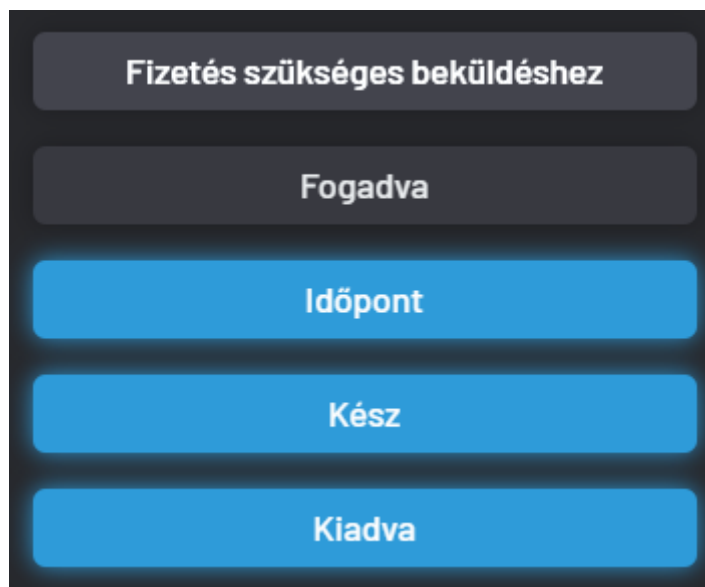 Fizetés szükséges beküldéshez
Fogadva
Időpont
Kész
Kiadva